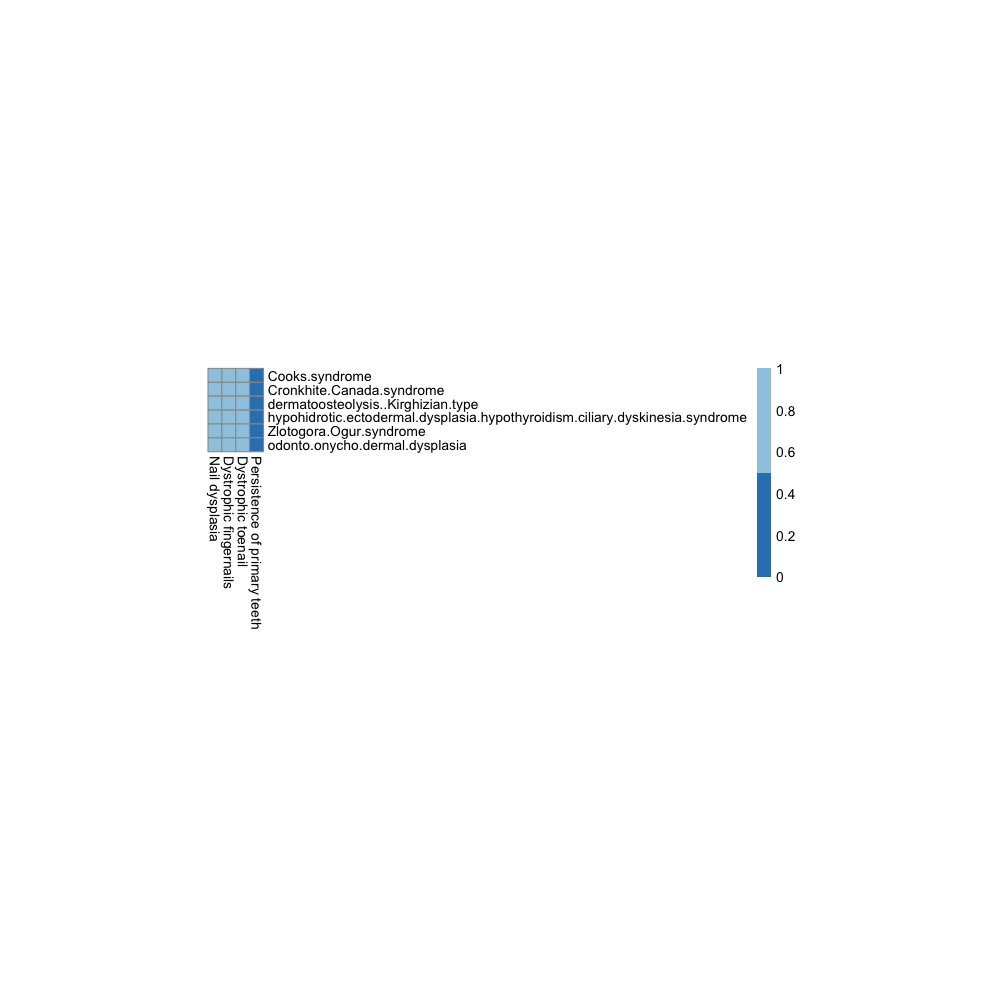 Cooks.syndrome
Cronkhite.Canada.syndrome
dermatoosteolysis..Kirghizian.type
hypohidrotic.ectodermal.dysplasia.hypothyroidism.ciliary.dyskinesia.syndrome
Zlotogora.Ogur.syndrome
odonto.onycho.dermal.dysplasia
Nail dysplasia
Dystrophic fingernails
Dystrophic toenail
Persistence of primary teeth
1
0.8
0.6
0.4
0.2
0